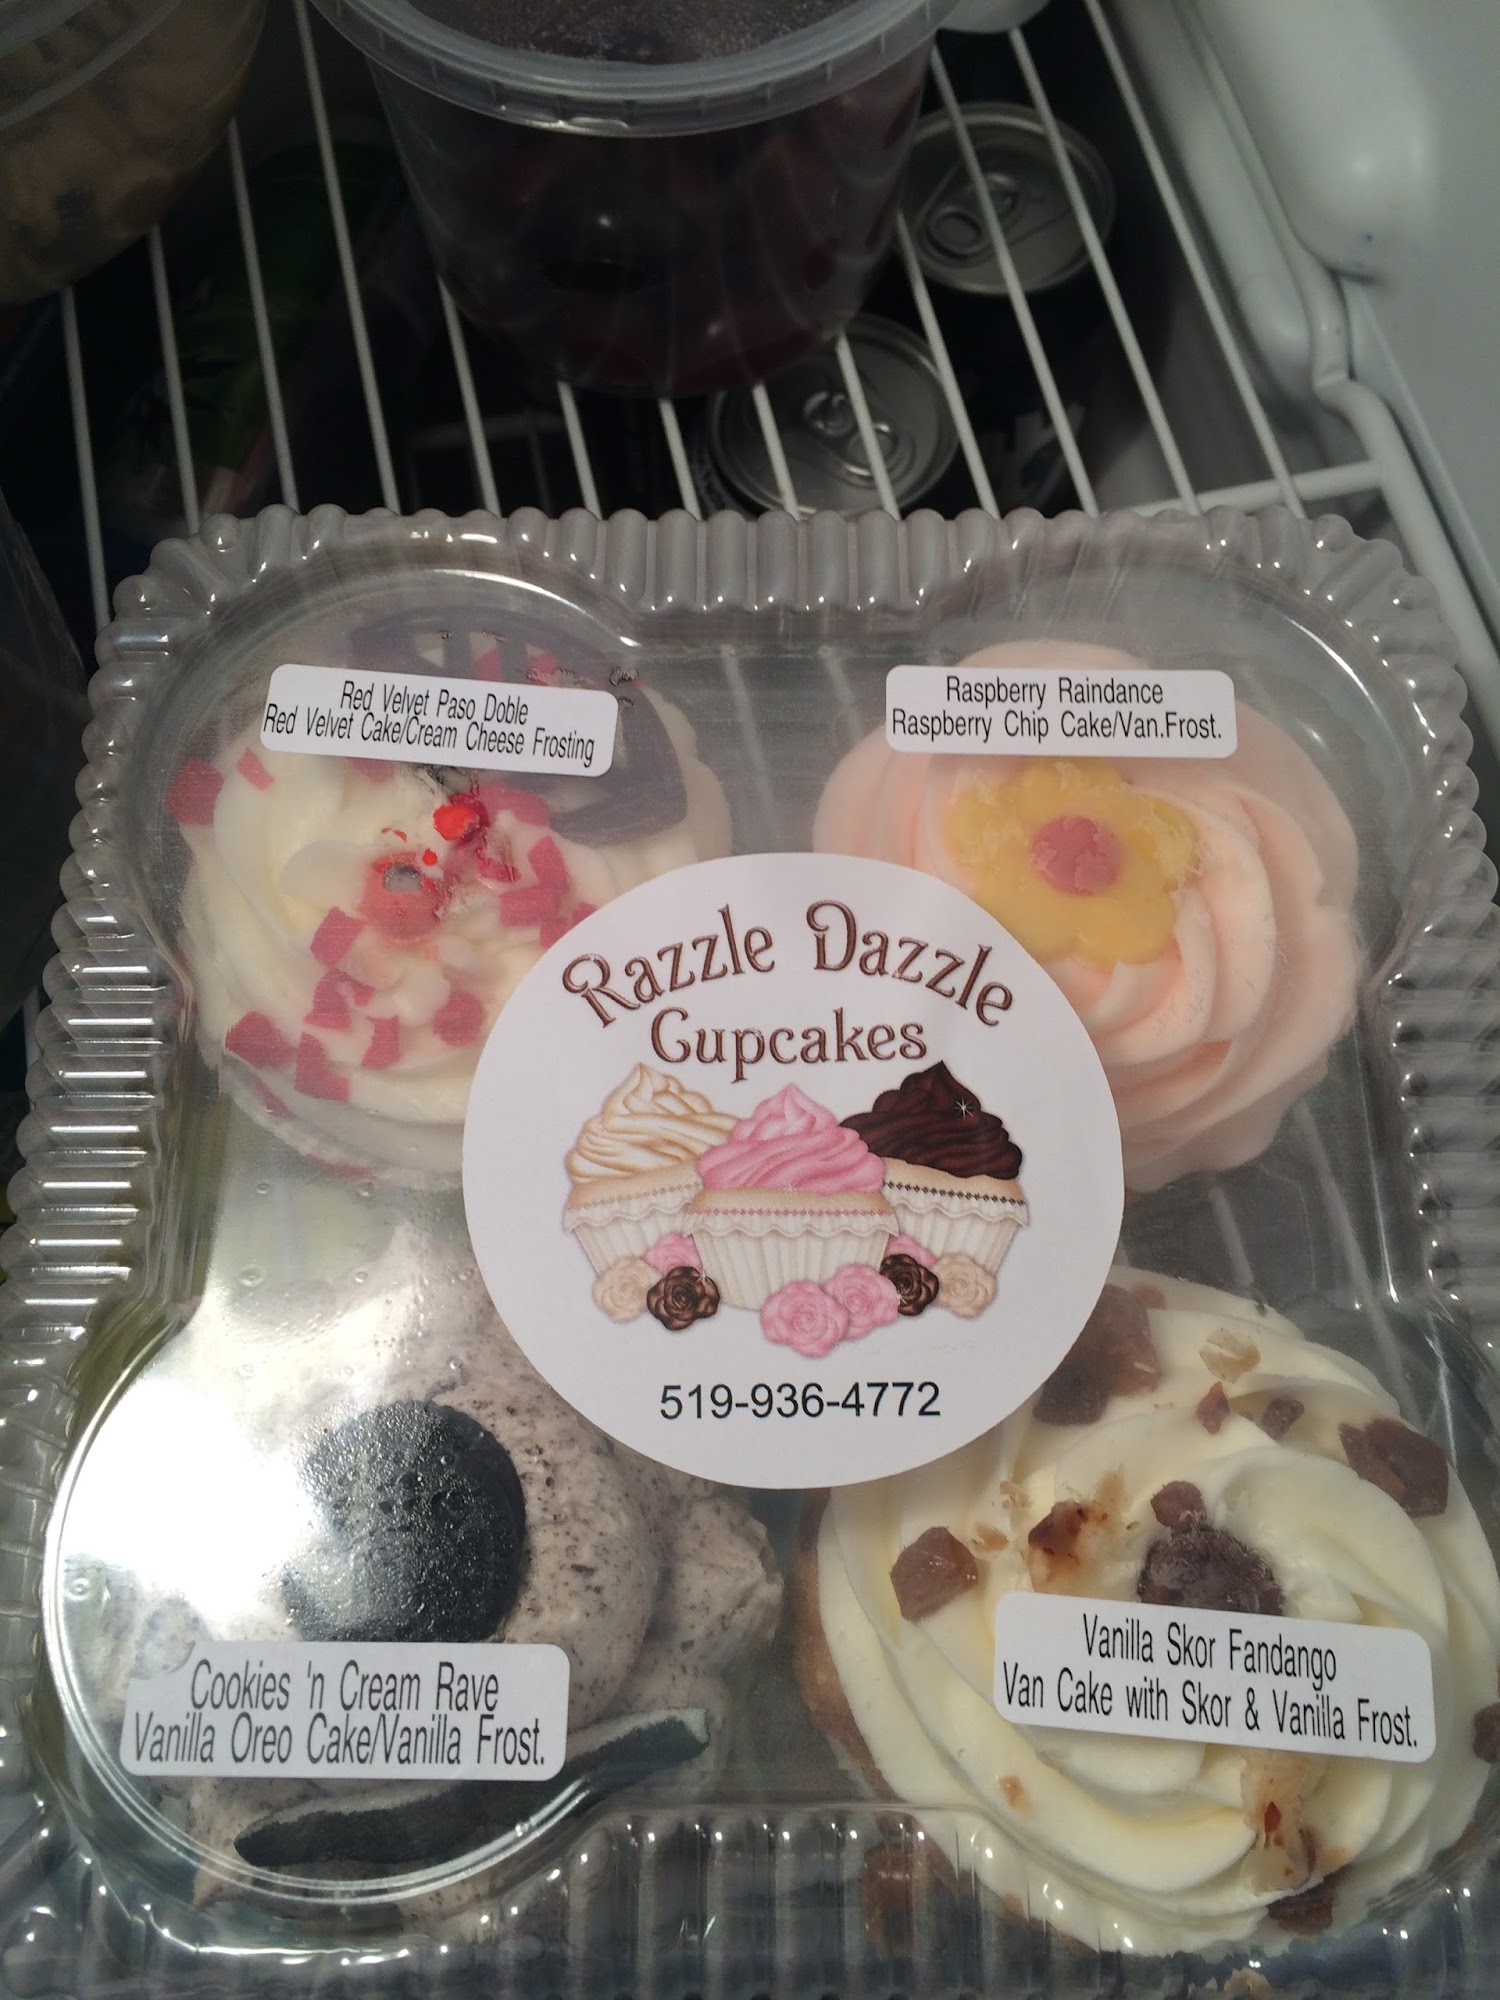 Red Velvet Paso Doble
Red Velvet Cake/Cream Cheese Frosting
Raspberry Raindance
Raspberry Chip Cake/Van.Frost.
Razzle Dazzle
Cupcakes
519-936-4772
Cookies 'n Cream Rave
Vanilla Oreo Cake/Vanilla Frost.
Vanilla Skor Fandango
Van Cake with Skor & Vanilla Frost.